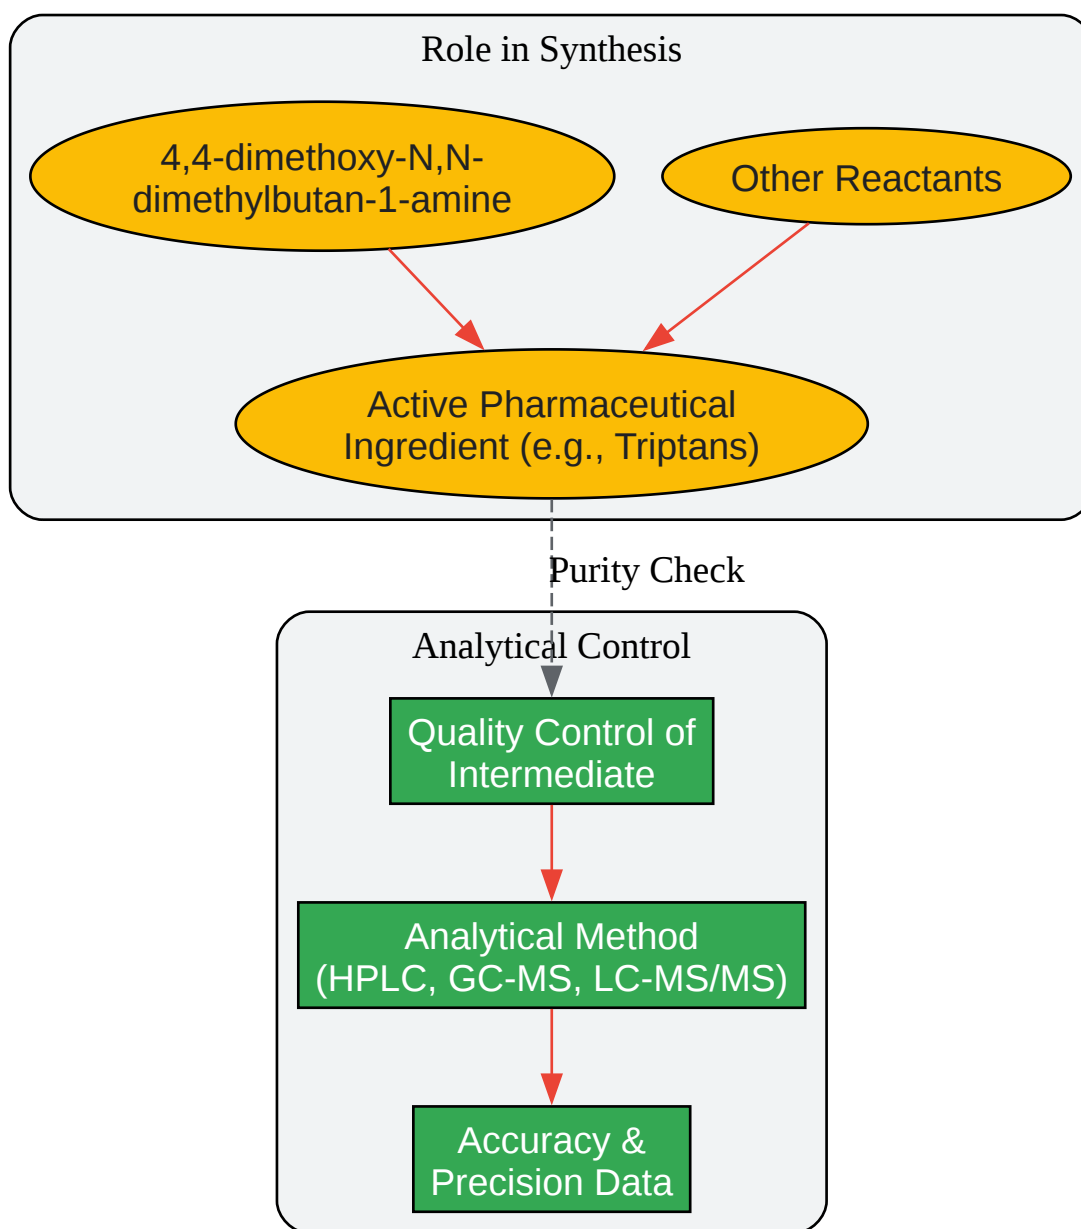 Role in Synthesis
4,4-dimethoxy-N,N-
dimethylbutan-1-amine
Other Reactants
Active Pharmaceutical
Ingredient (e.g., Triptans)
Purity Check
Analytical Control
Quality Control of
Intermediate
Analytical Method
(HPLC, GC-MS, LC-MS/MS)
Accuracy &
Precision Data